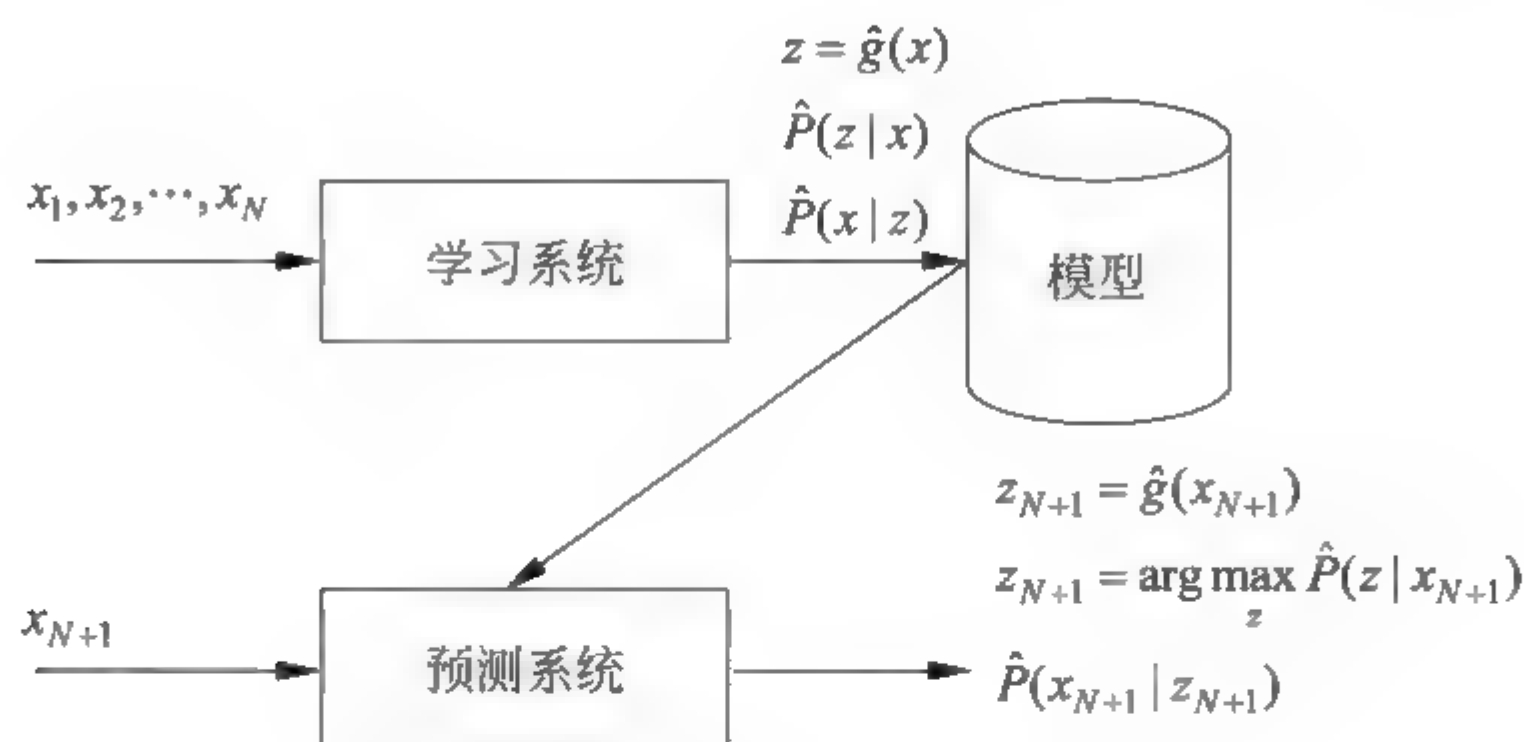 z = ĝ(x)
P̂(z | x)
P̂(x | z)
x₁, x₂, ⋯, x_N
学习系统
模型
z_{N+1} = ĝ(x_{N+1})
z_{N+1} = arg max_z P̂(z | x_{N+1})
x_{N+1}
预测系统
P̂(x_{N+1} | z_{N+1})